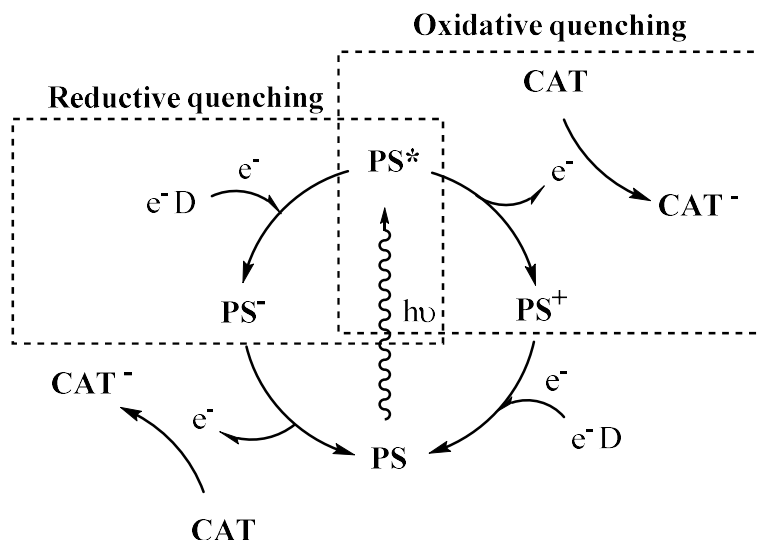 Oxidative quenching
Reductive quenching
CAT
PS*
e⁻
e⁻
e⁻ D
CAT⁻
PS⁻
hυ
PS⁺
CAT⁻
e⁻
e⁻
e⁻ D
PS
CAT